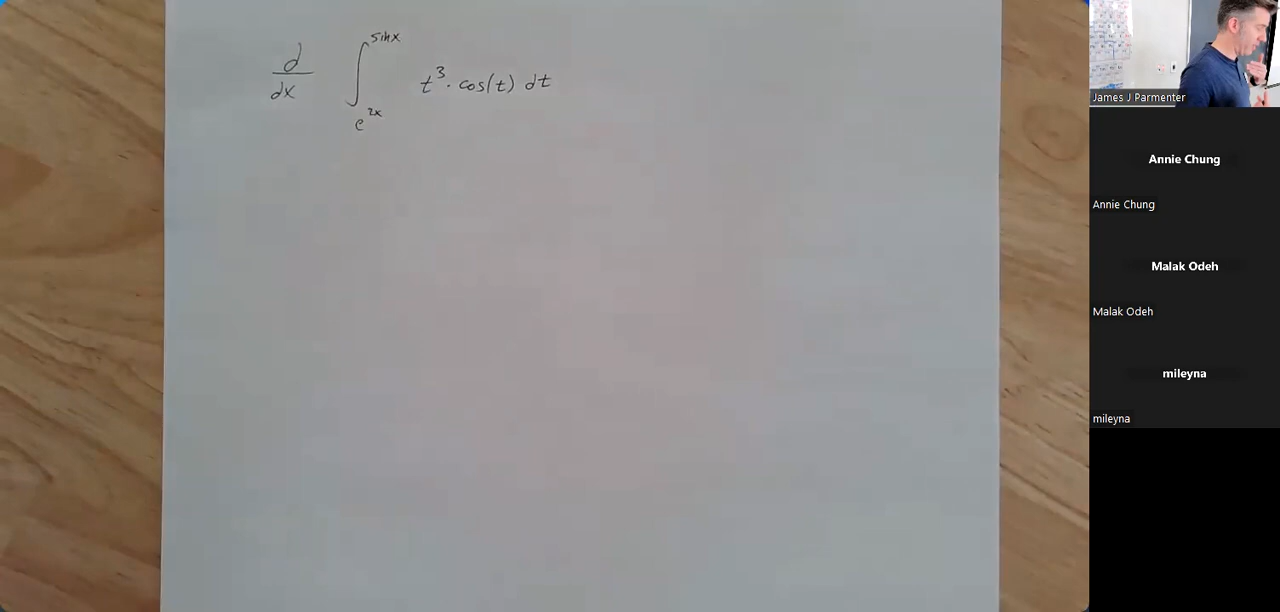 d/dx ∫_{e^{2x}}^{sin x} t³ · cos(t) dt
James J Parmenter
Annie Chung
Annie Chung
Malak Odeh
Malak Odeh
mileyna
mileyna